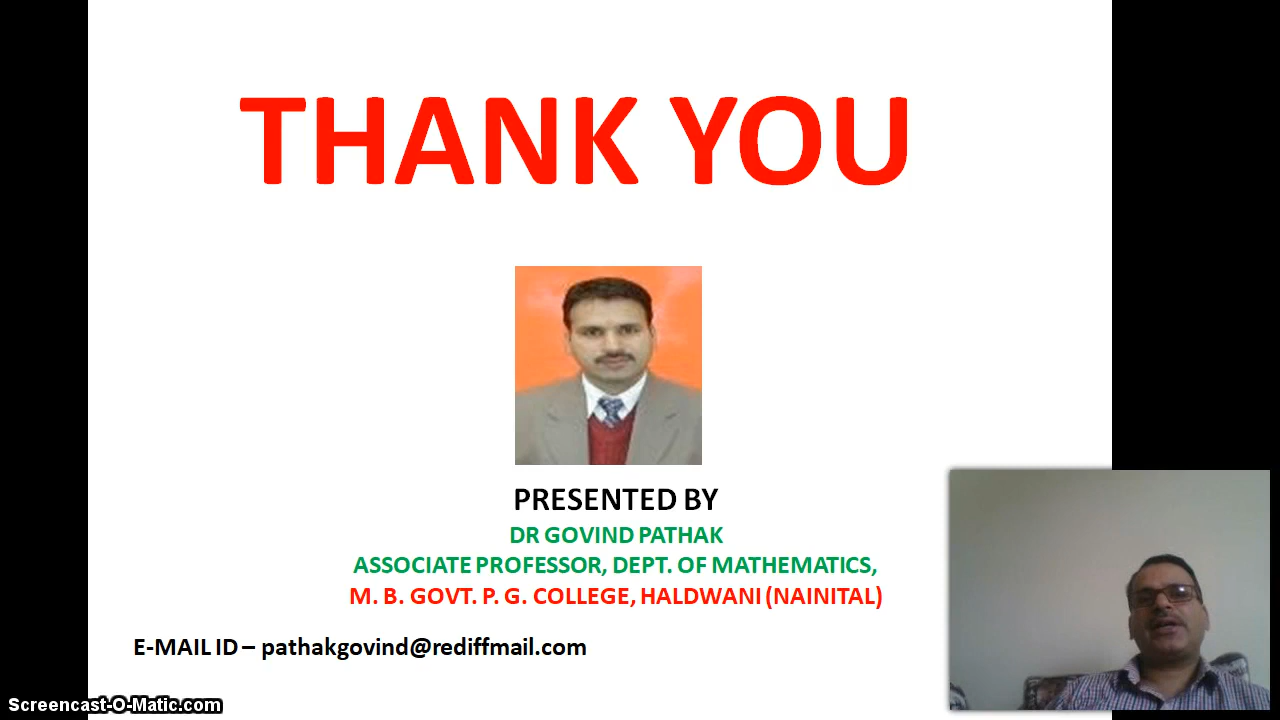 THANK YOU
PRESENTED BY
DR GOVIND PATHAK
ASSOCIATE PROFESSOR, DEPT. OF MATHEMATICS,
M. B. GOVT. P. G. COLLEGE, HALDWANI (NAINITAL)
E-MAIL ID – pathakgovind@rediffmail.com
Screencast-O-Matic.com